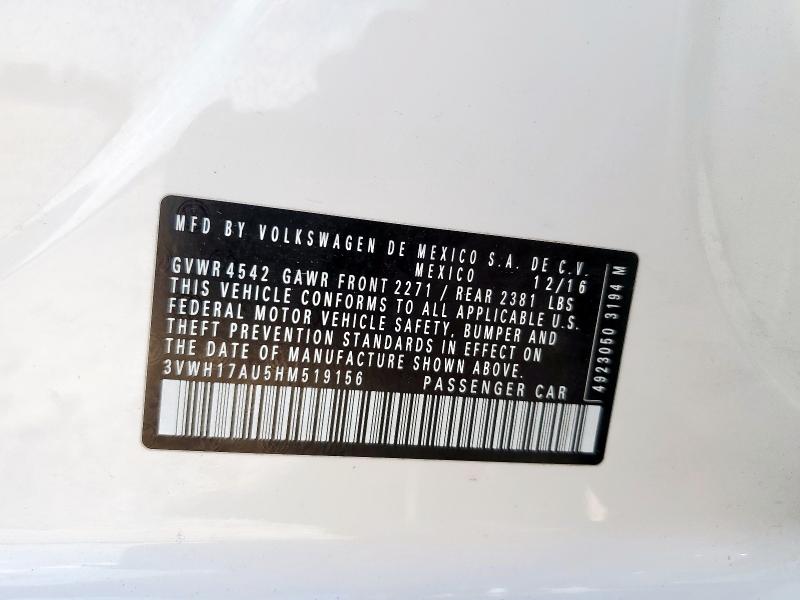 MFD BY VOLKSWAGEN DE MEXICO S.A. DE C.V.
MEXICO 12/16
GVWR 4542 GAWR FRONT 2271 / REAR 2381 LBS
THIS VEHICLE CONFORMS TO ALL APPLICABLE U.S.
FEDERAL MOTOR VEHICLE SAFETY, BUMPER AND
THEFT PREVENTION STANDARDS IN EFFECT ON
THE DATE OF MANUFACTURE SHOWN ABOVE.
3VWH17AU5HM519156 PASSENGER CAR
4923050 3194 M